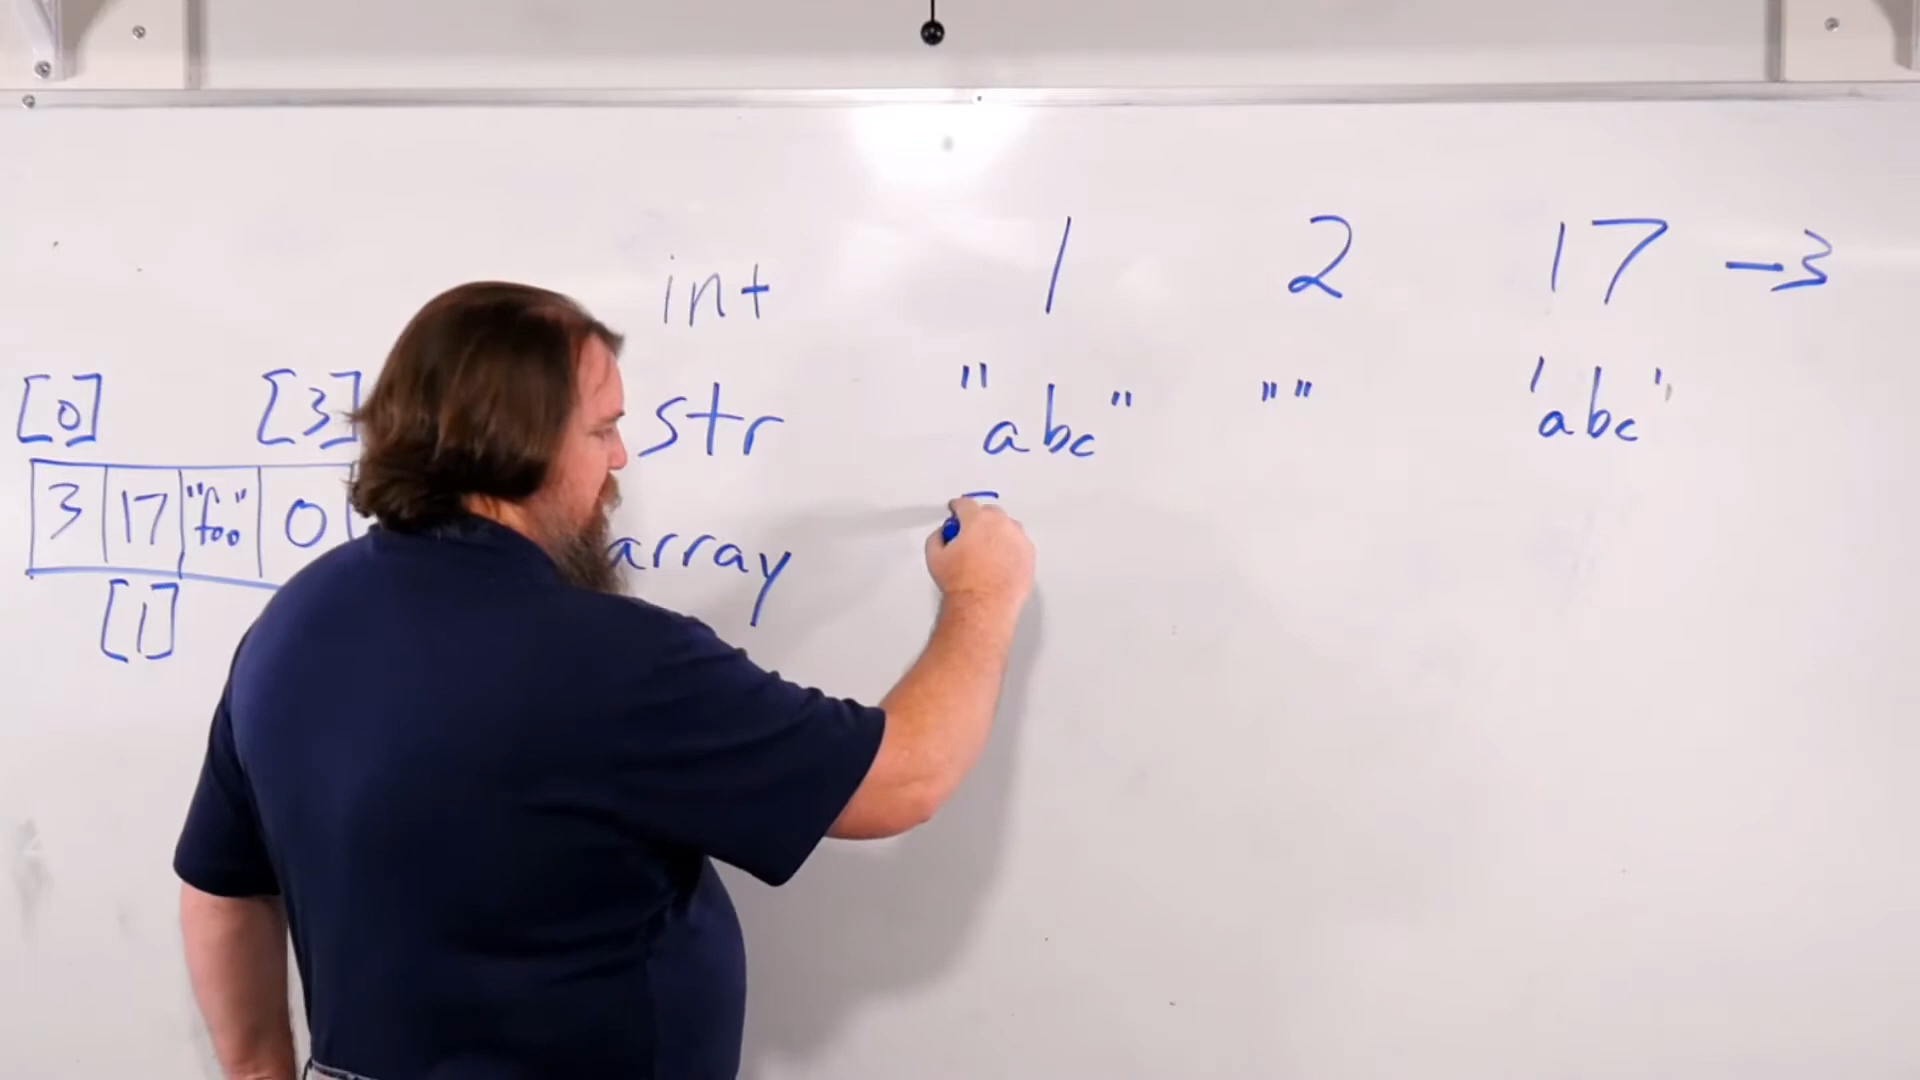 int 1 2 17 -3
[0] [3] str "abc" "" 'abc'
3 17 "foo" 0 array
[1]